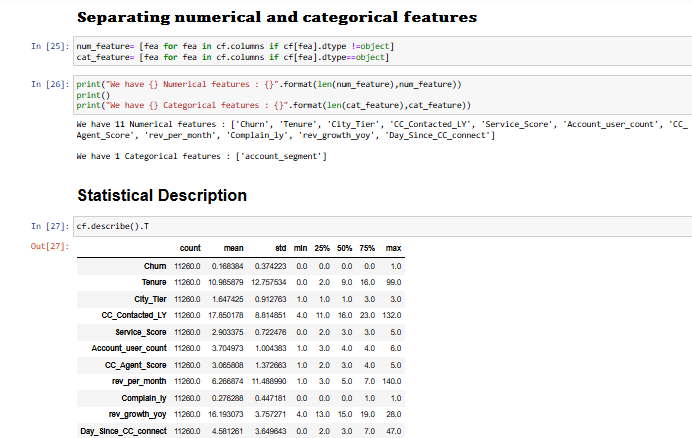 Separating numerical and categorical features
In [25]: num_feature= [fea for fea in cf.columns if cf[fea].dtype !=object]
cat_feature= [fea for fea in cf.columns if cf[fea].dtype==object]
In [26]: print("We have {} Numerical features : {}".format(len(num_feature),num_feature))
print()
print("We have {} Categorical features : {}".format(len(cat_feature),cat_feature))
We have 11 Numerical features : ['Churn', 'Tenure', 'City_Tier', 'CC_Contacted_LY', 'Service_Score', 'Account_user_count', 'CC_
Agent_Score', 'rev_per_month', 'Complain_ly', 'rev_growth_yoy', 'Day_Since_CC_connect']
We have 1 Categorical features : ['account_segment']
Statistical Description
In [27]: cf.describe().T
Out[27]:
count mean std min 25% 50% 75% max
Churn 11260.0 0.168384 0.374223 0.0 0.0 0.0 0.0 1.0
Tenure 11260.0 10.985879 12.757534 0.0 2.0 9.0 16.0 99.0
City_Tier 11260.0 1.647425 0.912763 1.0 1.0 1.0 3.0 3.0
CC_Contacted_LY 11260.0 17.850178 8.814851 4.0 11.0 16.0 23.0 132.0
Service_Score 11260.0 2.903375 0.722476 0.0 2.0 3.0 3.0 5.0
Account_user_count 11260.0 3.704973 1.004383 1.0 3.0 4.0 4.0 6.0
CC_Agent_Score 11260.0 3.065808 1.372663 1.0 2.0 3.0 4.0 5.0
rev_per_month 11260.0 6.266874 11.488990 1.0 3.0 5.0 7.0 140.0
Complain_ly 11260.0 0.276288 0.447181 0.0 0.0 0.0 1.0 1.0
rev_growth_yoy 11260.0 16.193073 3.757271 4.0 13.0 15.0 19.0 28.0
Day_Since_CC_connect 11260.0 4.581261 3.649643 0.0 2.0 3.0 7.0 47.0